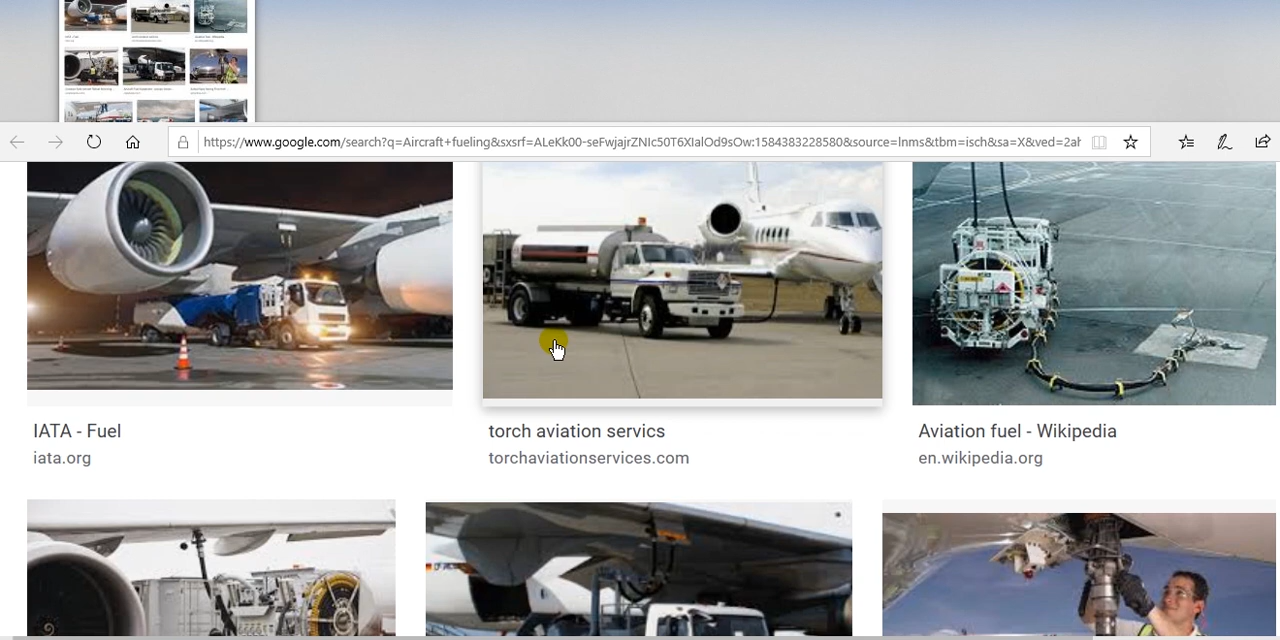 https://www.google.com/search?q=Aircraft+fueling&sxsrf=ALeKk00-seFwjajrZNIc50T6XIalOd9sOw:1584383228580&source=lnms&tbm=isch&sa=X&ved=2ah
IATA - Fuel
torch aviation servics
Aviation fuel - Wikipedia
iata.org
torchaviationservices.com
en.wikipedia.org